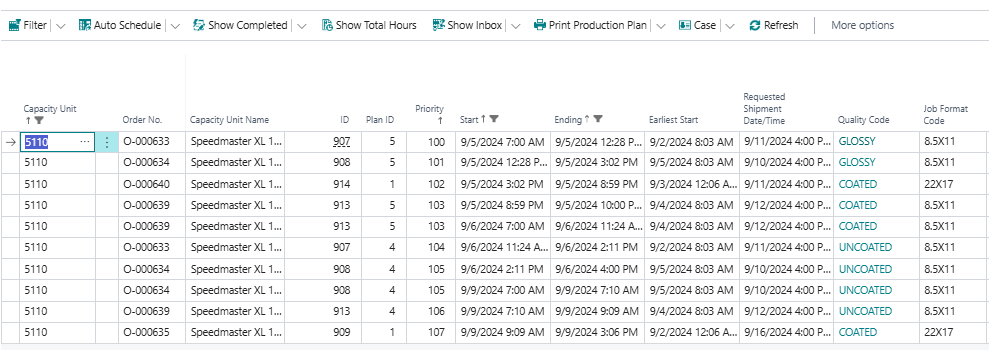 Filter Auto Schedule Show Completed Show Total Hours Show Inbox Print Production Plan Case Refresh More options
Capacity Unit Order No. Capacity Unit Name ID Plan ID Priority Start Ending Earliest Start Requested Shipment Date/Time Quality Code Job Format Code
5110 O-000633 Speedmaster XL 1... 907 5 100 9/5/2024 7:00 AM 9/5/2024 12:28 P... 9/2/2024 8:03 AM 9/11/2024 4:00 P... GLOSSY 8.5X11
5110 O-000634 Speedmaster XL 1... 908 5 101 9/5/2024 12:28 P... 9/5/2024 3:02 PM 9/5/2024 8:03 AM 9/10/2024 4:00 P... GLOSSY 8.5X11
5110 O-000640 Speedmaster XL 1... 914 1 102 9/5/2024 3:02 PM 9/5/2024 8:59 PM 9/3/2024 12:06 A... 9/11/2024 4:00 P... COATED 22X17
5110 O-000639 Speedmaster XL 1... 913 5 103 9/5/2024 8:59 PM 9/5/2024 10:00 P... 9/4/2024 8:03 AM 9/12/2024 4:00 P... COATED 8.5X11
5110 O-000639 Speedmaster XL 1... 913 5 103 9/6/2024 7:00 AM 9/6/2024 11:24 A... 9/4/2024 8:03 AM 9/12/2024 4:00 P... COATED 8.5X11
5110 O-000633 Speedmaster XL 1... 907 4 104 9/6/2024 11:24 A... 9/6/2024 2:11 PM 9/2/2024 8:03 AM 9/11/2024 4:00 P... UNCOATED 8.5X11
5110 O-000634 Speedmaster XL 1... 908 4 105 9/6/2024 2:11 PM 9/6/2024 4:00 PM 9/5/2024 8:03 AM 9/10/2024 4:00 P... UNCOATED 8.5X11
5110 O-000634 Speedmaster XL 1... 908 4 105 9/9/2024 7:00 AM 9/9/2024 7:10 AM 9/5/2024 8:03 AM 9/10/2024 4:00 P... UNCOATED 8.5X11
5110 O-000639 Speedmaster XL 1... 913 4 106 9/9/2024 7:10 AM 9/9/2024 9:09 AM 9/4/2024 8:03 AM 9/12/2024 4:00 P... UNCOATED 8.5X11
5110 O-000635 Speedmaster XL 1... 909 1 107 9/9/2024 9:09 AM 9/9/2024 3:06 PM 9/2/2024 12:06 A... 9/16/2024 4:00 P... COATED 22X17